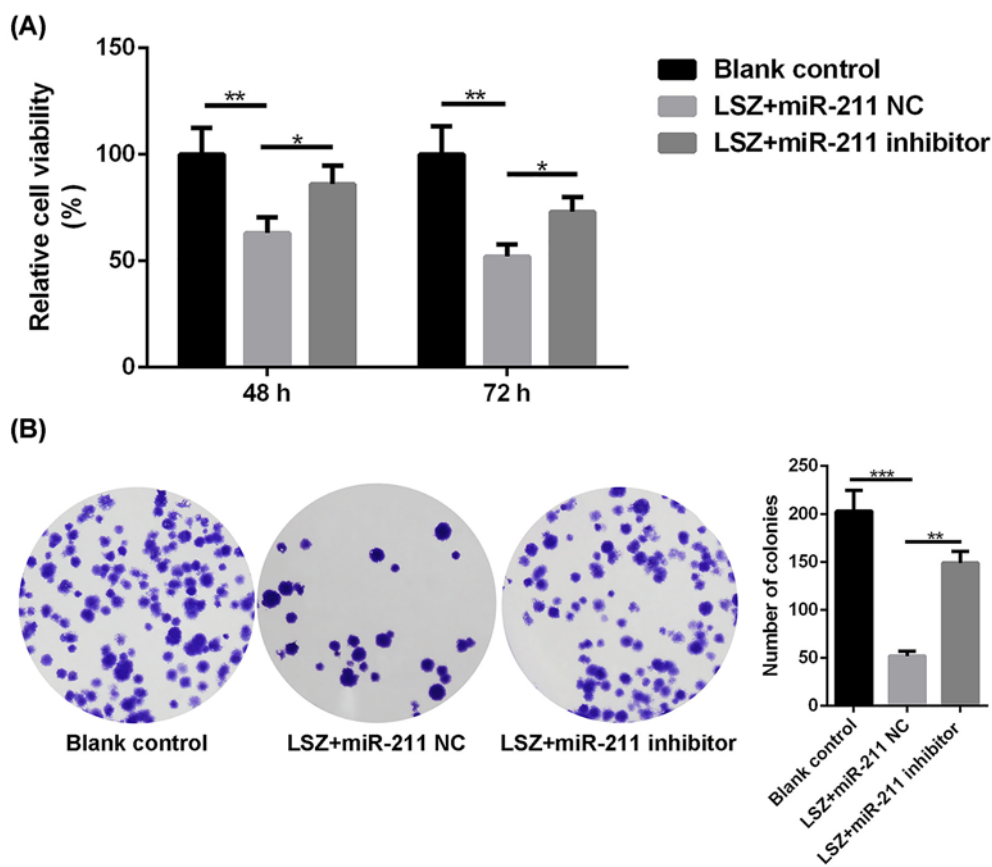 (A)
150
100
50
0
Relative cell viability
(%)
**
*
**
*
48 h
72 h
Blank control
LSZ+miR-211 NC
LSZ+miR-211 inhibitor
(B)
Blank control
LSZ+miR-211 NC
LSZ+miR-211 inhibitor
250
200
150
100
50
0
Number of colonies
***
**
Blank control
LSZ+miR-211 NC
LSZ+miR-211 inhibitor